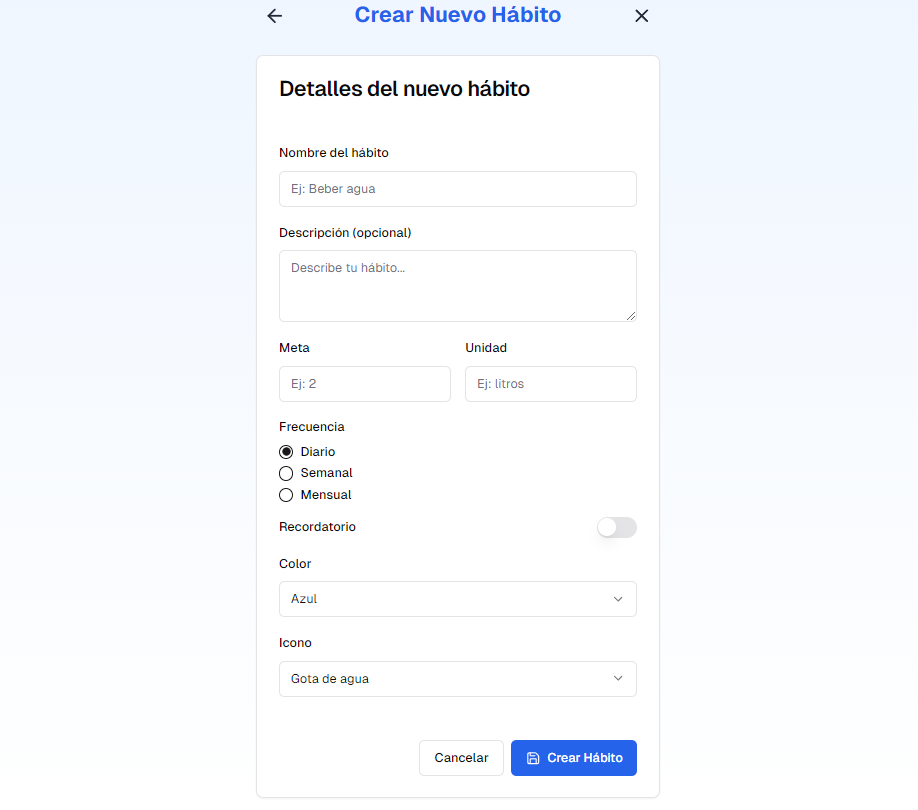 Crear Nuevo Hábito
Detalles del nuevo hábito
Nombre del hábito
Ej: Beber agua
Descripción (opcional)
Describe tu hábito...
Meta
Unidad
Ej: 2
Ej: litros
Frecuencia
Diario
Semanal
Mensual
Recordatorio
Color
Azul
Icono
Gota de agua
Cancelar
Crear Hábito